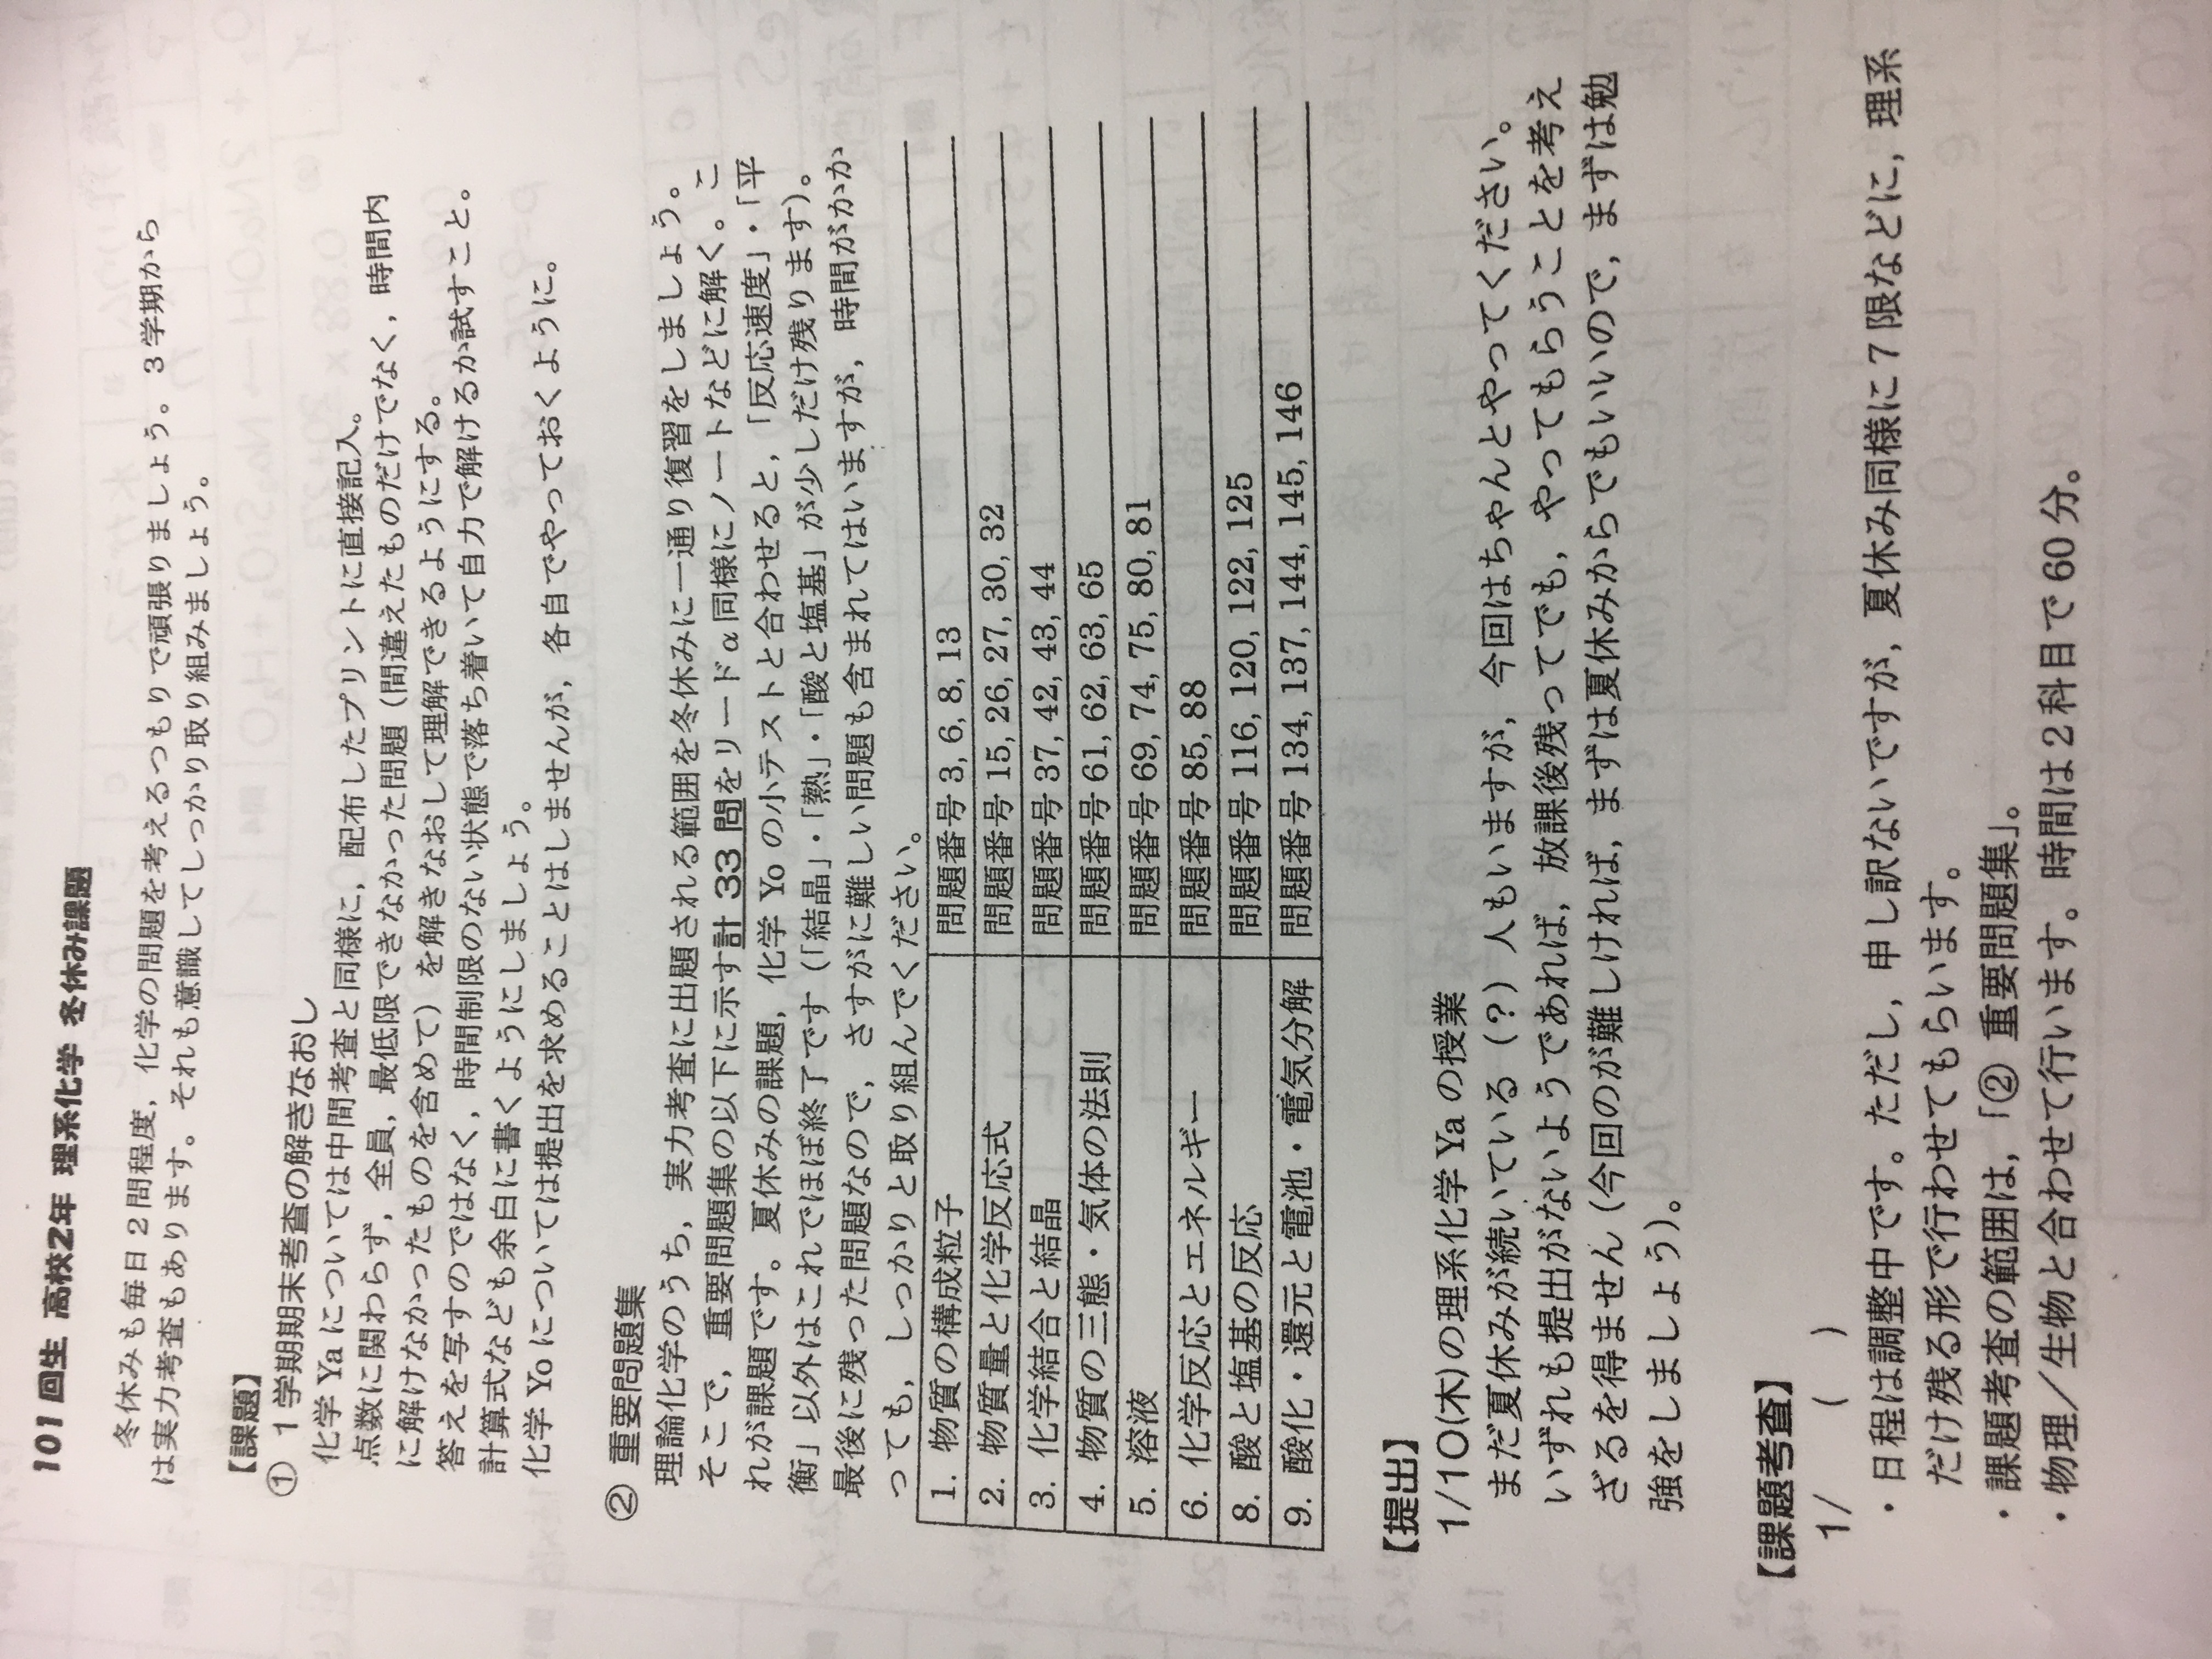 101回生 高校2年 理系化学 冬休み課題
冬休みも毎日2問程度，化学の問題を考えるつもりで頑張りましょう。3学期から
は実力考査もあります。それも意識してしっかり取り組みましょう。
【課題】
① 1学期期末考査の解きなおし
化学 Ya については中間考査と同様に，配布したプリントに直接記入。
点数に関わらず，全員，最低限できなかった問題（間違えたものだけでなく，時間内
に解けなかったものを含めて）を解きなおして理解できるようにする。
答えを写すのではなく，時間制限のない状態で落ち着いて自力で解けるか試すこと。
計算式なども余白に書くようにしましょう。
化学 Yo については提出を求めることはしませんが，各自でやっておくように。
② 重要問題集
理論化学のうち，実力考査に出題される範囲を冬休みに一通り復習をしましょう。
そこで，重要問題集の以下に示す計 33 問をリードα同様にノートなどに解く。こ
れが課題です。夏休みの課題，化学 Yo の小テストと合わせると，「反応速度」・「平
衡」以外はこれでほぼ終了です（「結晶」・「熱」・「酸と塩基」が少しだけ残ります）。
最後に残った問題なので，さすがに難しい問題も含まれてはいますが，時間がかか
っても，しっかりと取り組んでください。
1. 物質の構成粒子 問題番号 3, 6, 8, 13
2. 物質量と化学反応式 問題番号 15, 26, 27, 30, 32
3. 化学結合と結晶 問題番号 37, 42, 43, 44
4. 物質の三態・気体の法則 問題番号 61, 62, 63, 65
5. 溶液 問題番号 69, 74, 75, 80, 81
6. 化学反応とエネルギー 問題番号 85, 88
8. 酸と塩基の反応 問題番号 116, 120, 122, 125
9. 酸化・還元と電池・電気分解 問題番号 134, 137, 144, 145, 146
【提出】
1/10(木)の理系化学 Ya の授業
まだ夏休みが続いている（？）人もいますが，今回はちゃんとやってください。
いずれも提出がないようであれば，放課後残ってでも，やってもらうことを考え
ざるを得ません（今回のが難しければ，まずは夏休みからでもいいので，まずは勉
強をしましょう）。
【課題考査】
1/ ( )
・日程は調整中です。ただし，申し訳ないですが，夏休み同様に7限などに，理系
だけ残る形で行わせてもらいます。
・課題考査の範囲は，「② 重要問題集」。
・物理／生物と合わせて行います。時間は2科目で60分。